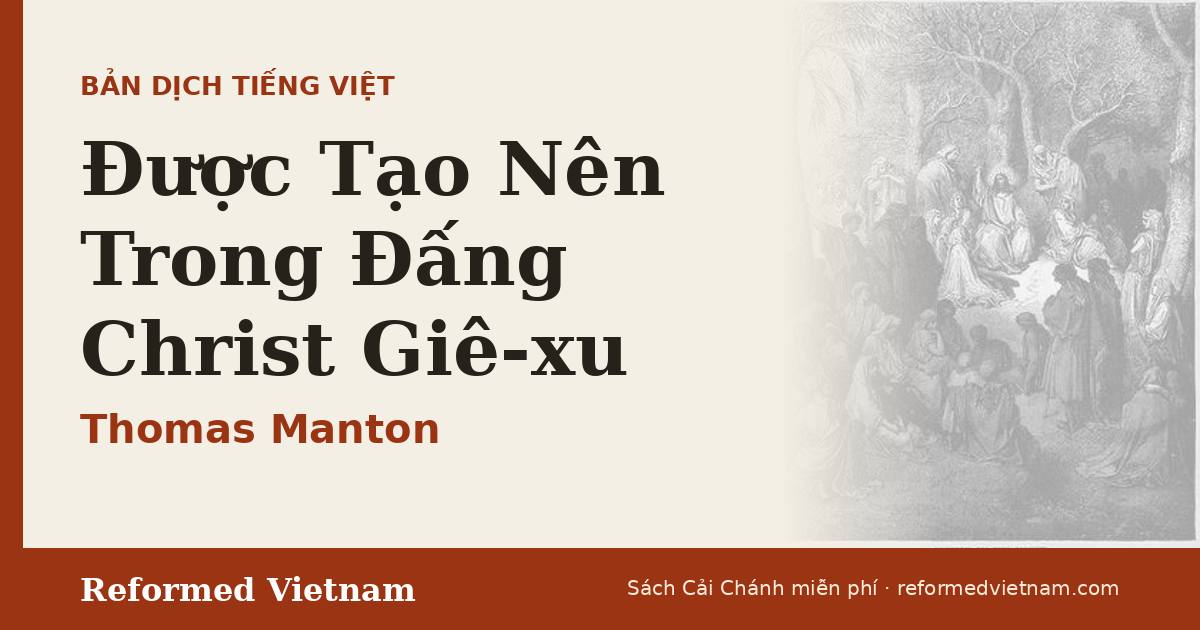 BẢN DỊCH TIẾNG VIỆT
Được Tạo Nên
Trong Đấng
Christ Giê-xu
Thomas Manton
Reformed Vietnam
Sách Cải Chánh miễn phí · reformedvietnam.com